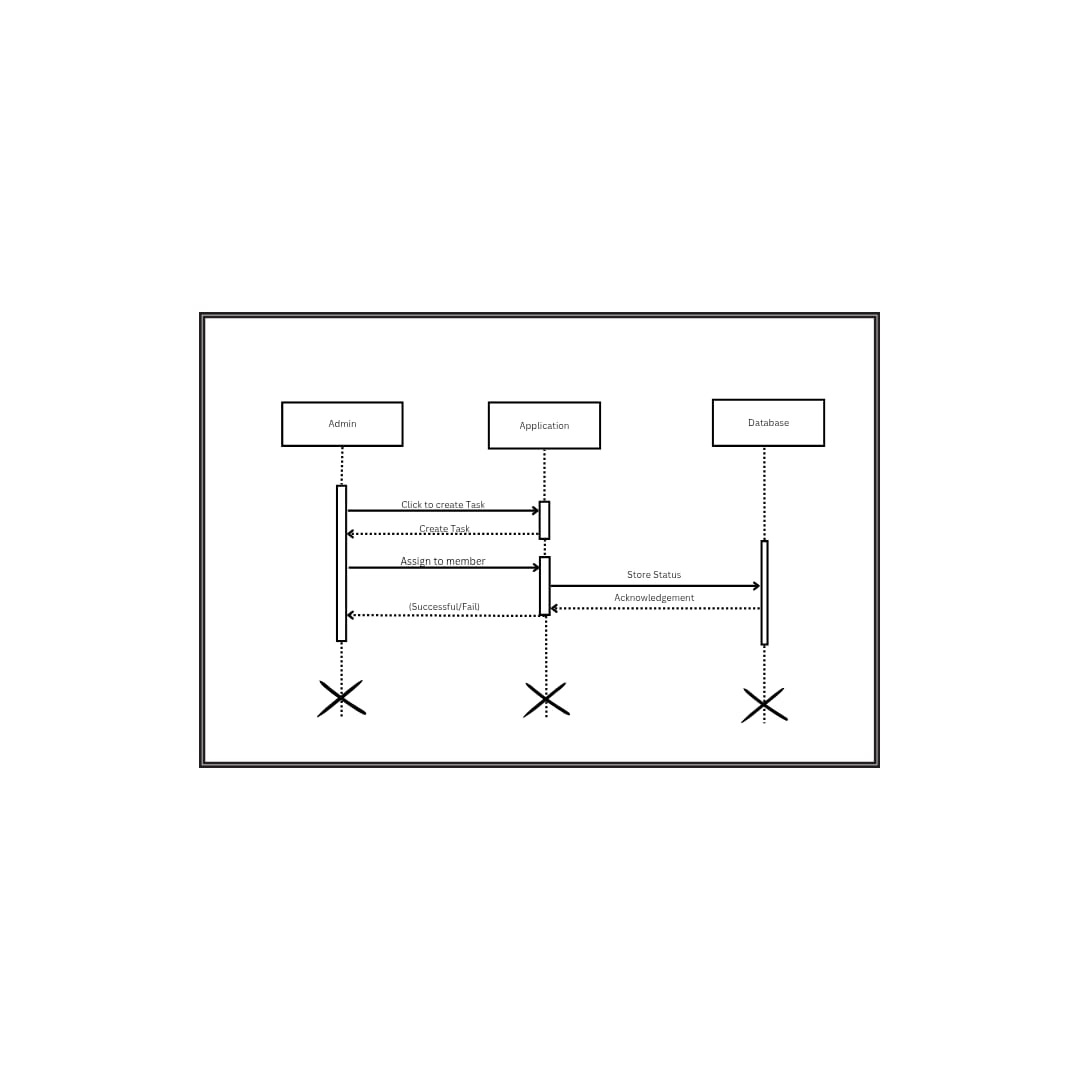 Admin
Application
Database
Click to create Task
Create Task
Assign to member
Store Status
Acknowledgement
(Successful/Fail)